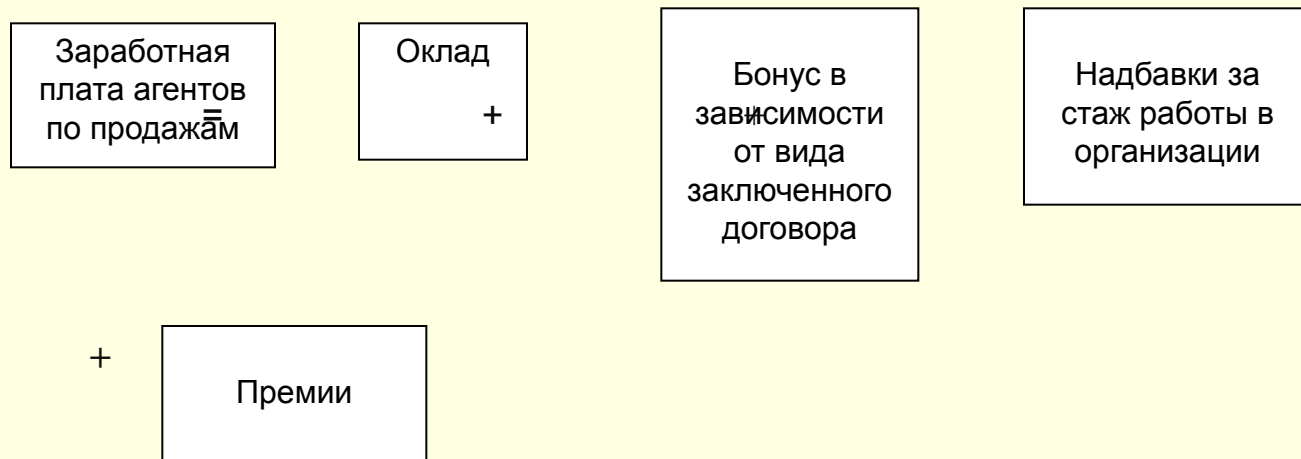 Заработная
плата агентов
по продажам
=
Оклад
+
Бонус в
зависимости
от вида
заключенного
договора
+
Надбавки за
стаж работы в
организации
+
Премии